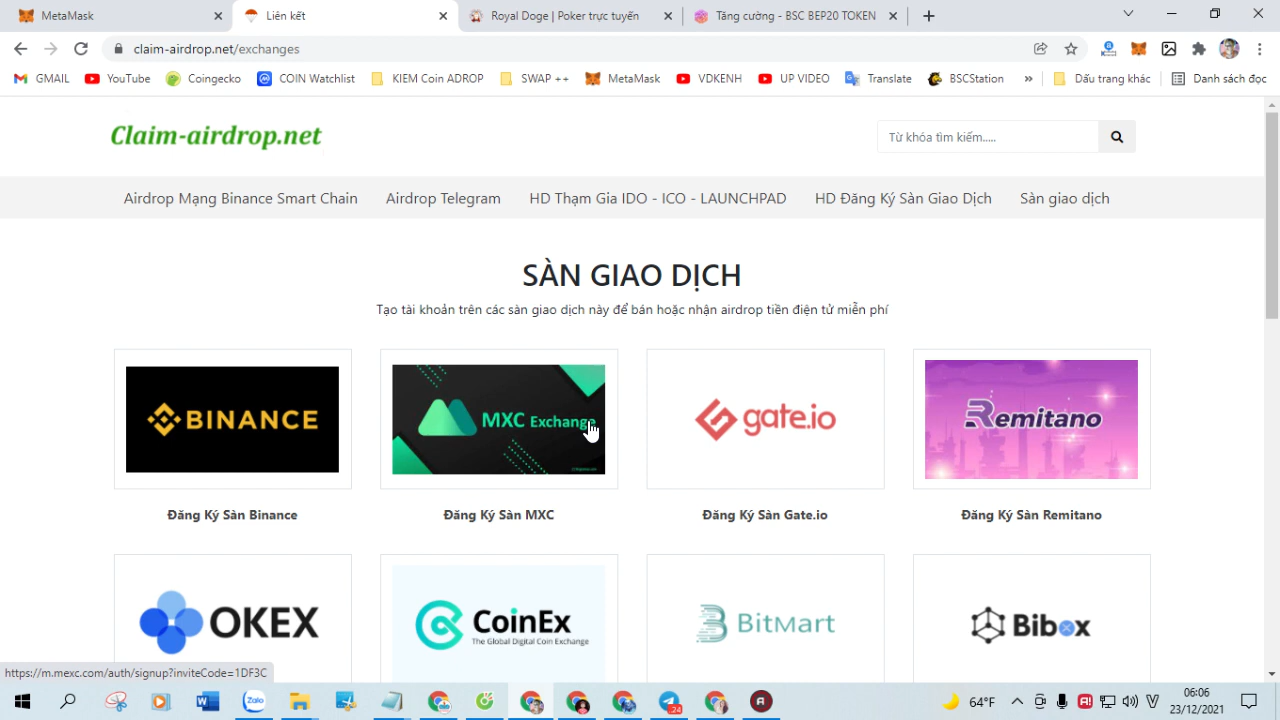 MetaMask
Liên kết
Royal Doge | Poker trực tuyến
Tăng cường - BSC BEP20 TOKEN
claim-airdrop.net/exchanges
GMAIL
YouTube
Coingecko
COIN Watchlist
KIEM Coin ADROP
SWAP ++
MetaMask
VDKENH
UP VIDEO
Translate
BSCStation
»
Dấu trang khác
Danh sách đọc
Claim-airdrop.net
Từ khóa tìm kiếm.....
Airdrop Mạng Binance Smart Chain
Airdrop Telegram
HD Thạm Gia IDO - ICO - LAUNCHPAD
HD Đăng Ký Sàn Giao Dịch
Sàn giao dịch
SÀN GIAO DỊCH
Tạo tài khoản trên các sàn giao dịch này để bán hoặc nhận airdrop tiền điện tử miễn phí
BINANCE
MXC Exchange
gate.io
Remitano
Đăng Ký Sàn Binance
Đăng Ký Sàn MXC
Đăng Ký Sàn Gate.io
Đăng Ký Sàn Remitano
OKEX
CoinEx
The Global Digital Coin Exchange
BitMart
Bibox
https://m.mexc.com/auth/signup?inviteCode=1DF3C
Zalo
24
64°F
06:06
23/12/2021